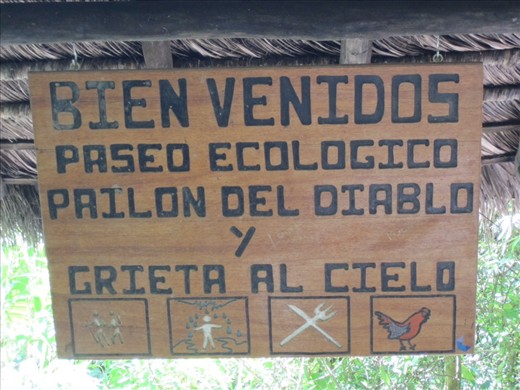 BIEN VENIDOS
PASEO ECOLOGICO
PAILON DEL DIABLO
Y
GRIETA AL CIELO